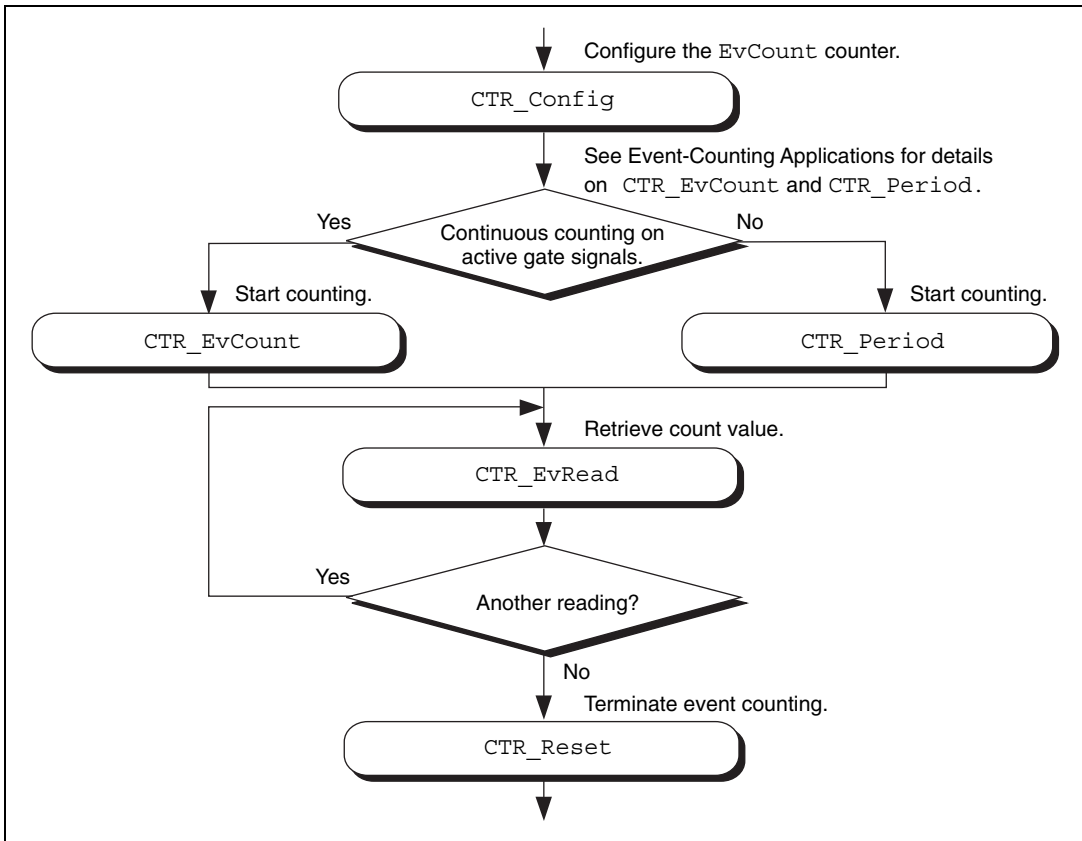 Configure the EvCount counter.
CTR_Config
See Event-Counting Applications for details
on CTR_EvCount and CTR_Period.
Yes
No
Continuous counting on
active gate signals.
Start counting.
Start counting.
CTR_EvCount
CTR_Period
Retrieve count value.
CTR_EvRead
Yes
Another reading?
No
Terminate event counting.
CTR_Reset